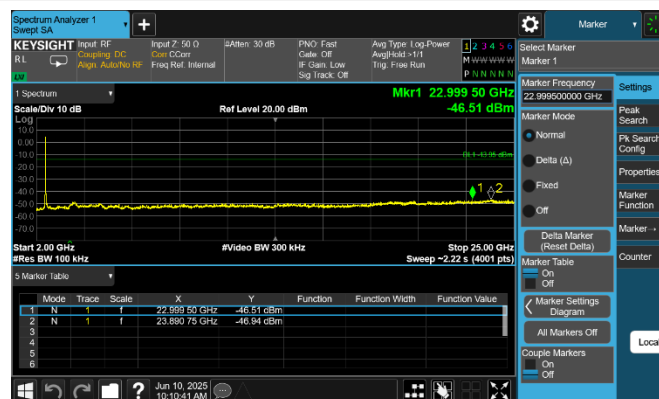 Spectrum Analyzer 1
Swept SA
KEYSIGHT
RL
LXI
Input: RF
Coupling: DC
Align: Auto/No RF
Input Z: 50 Ω
Corr CCorr
Freq Ref: Internal
#Atten: 30 dB
PNO: Fast
Gate: Off
IF Gain: Low
Sig Track: Off
Avg Type: Log-Power
Avg|Hold:>1/1
Trig: Free Run
1 2 3 4 5 6
M W W W W W
P N N N N N
1 Spectrum
Scale/Div 10 dB
Log
Ref Level 20.00 dBm
Mkr1 22.999 50 GHz
-46.51 dBm
10.0
0.00
-10.0
-20.0
-30.0
-40.0
-50.0
-60.0
-70.0
DL1 -13.95 dBm
1
2
Start 2.00 GHz
#Res BW 100 kHz
#Video BW 300 kHz
Stop 25.00 GHz
Sweep ~2.22 s (4001 pts)
5 Marker Table
Mode Trace Scale X Y Function Function Width Function Value
1 N 1 f 22.999 50 GHz -46.51 dBm
2 N 1 f 23.890 75 GHz -46.94 dBm
3
4
5
6
?
Jun 10, 2025
10:10:41 AM
Marker
Select Marker
Marker 1
Marker Frequency
22.999500000 GHz
Marker Mode
Normal
Delta (Δ)
Fixed
Off
Delta Marker
(Reset Delta)
Marker Table
On
Off
Marker Settings
Diagram
All Markers Off
Couple Markers
On
Off
Settings
Peak
Search
Pk Search
Config
Properties
Marker
Function
Marker→
Counter
Local